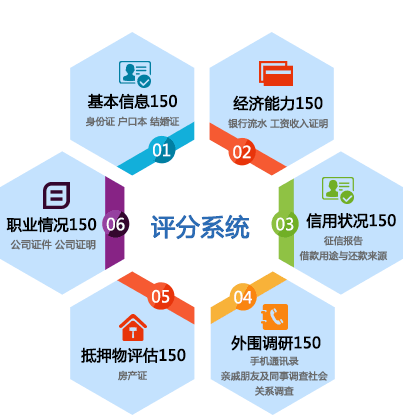 基本信息150
身份证 户口本 结婚证
01
经济能力150
银行流水 工资收入证明
02
信用状况150
征信报告
借款用途与还款来源
03
外围调研150
手机通讯录
亲戚朋友及同事调查社会
关系调查
04
抵押物评估150
房产证
05
职业情况150
公司证件 公司证明
06
评分系统